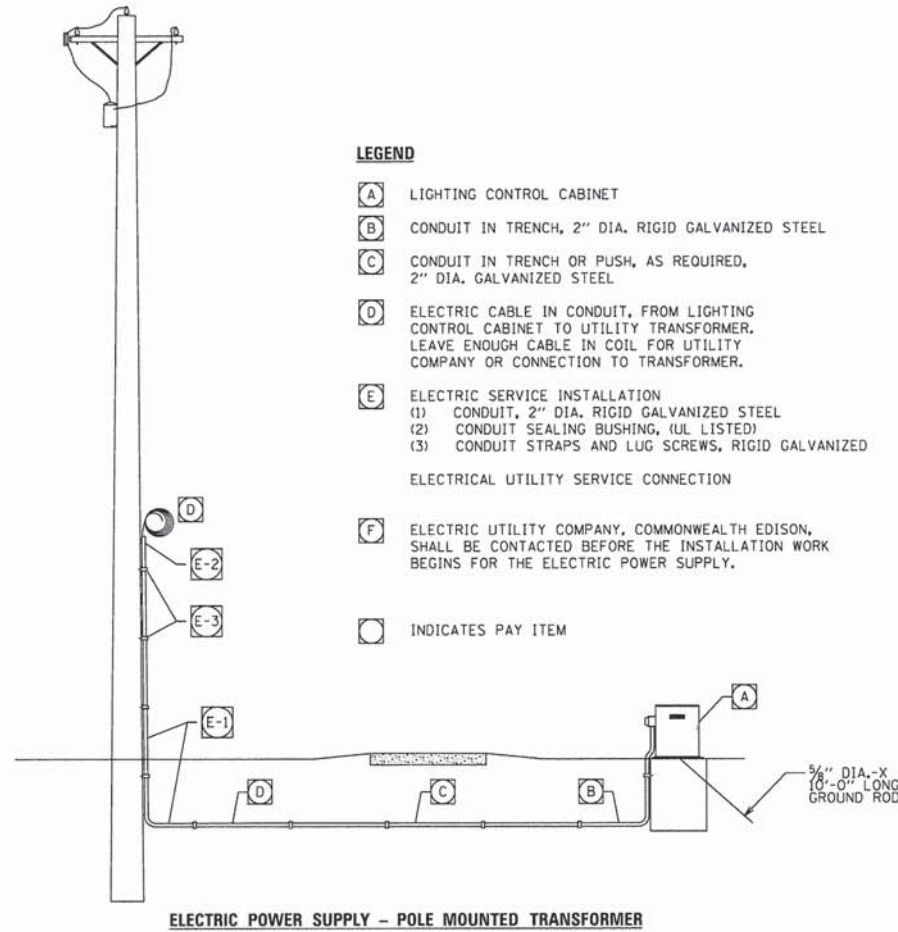 LEGEND
A LIGHTING CONTROL CABINET
B CONDUIT IN TRENCH, 2" DIA. RIGID GALVANIZED STEEL
C CONDUIT IN TRENCH OR PUSH, AS REQUIRED,
2" DIA. GALVANIZED STEEL
D ELECTRIC CABLE IN CONDUIT, FROM LIGHTING
CONTROL CABINET TO UTILITY TRANSFORMER.
LEAVE ENOUGH CABLE IN COIL FOR UTILITY
COMPANY OR CONNECTION TO TRANSFORMER.
E ELECTRIC SERVICE INSTALLATION
(1) CONDUIT, 2" DIA. RIGID GALVANIZED STEEL
(2) CONDUIT SEALING BUSHING, (UL LISTED)
(3) CONDUIT STRAPS AND LUG SCREWS, RIGID GALVANIZED
ELECTRICAL UTILITY SERVICE CONNECTION
F ELECTRIC UTILITY COMPANY, COMMONWEALTH EDISON,
SHALL BE CONTACTED BEFORE THE INSTALLATION WORK
BEGINS FOR THE ELECTRIC POWER SUPPLY.
INDICATES PAY ITEM
D
E-2
E-3
E-1
A
D
C
B
5/8" DIA.-X
10'-0" LONG
GROUND ROD
ELECTRIC POWER SUPPLY - POLE MOUNTED TRANSFORMER